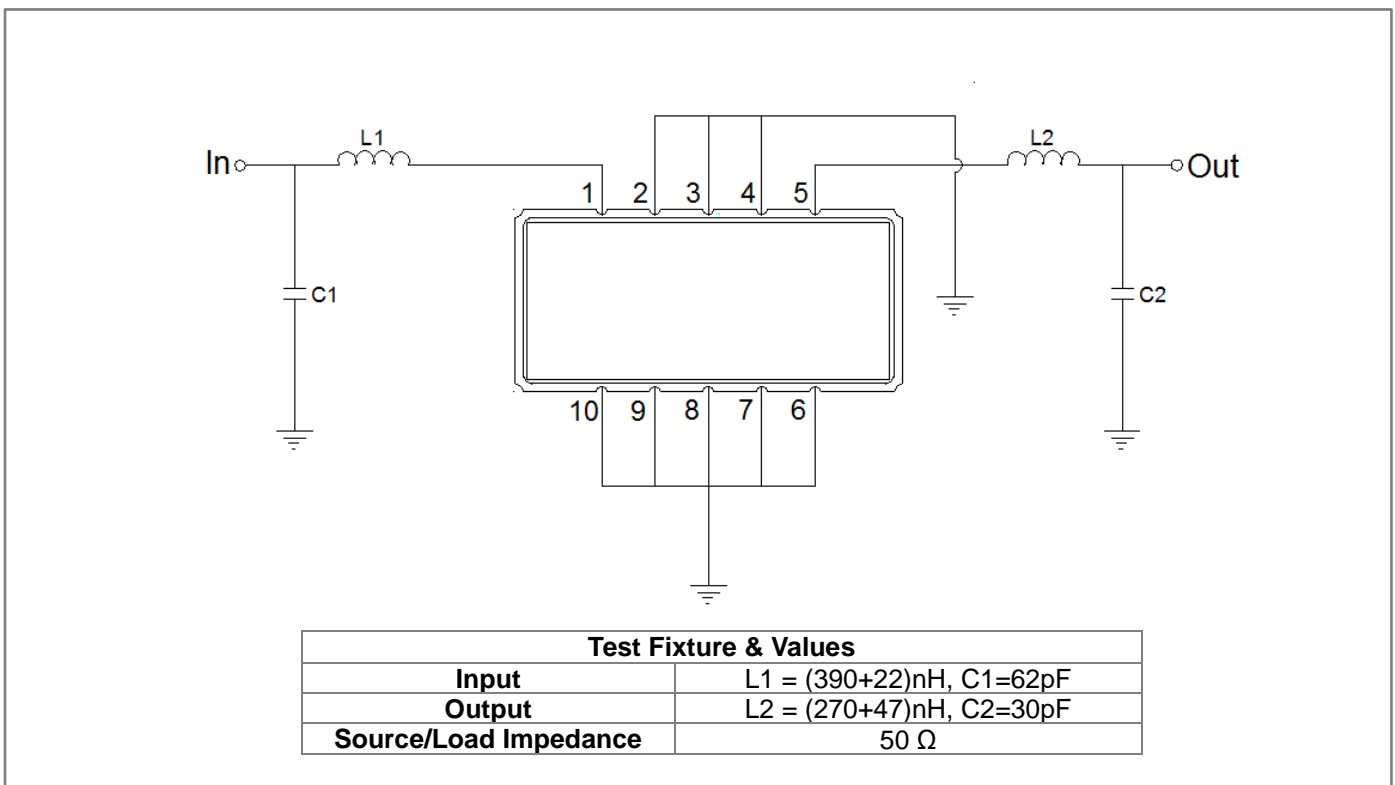 L1
L2
In
Out
1 2 3 4 5
C1
C2
10 9 8 7 6
Test Fixture & Values
Input L1 = (390+22)nH, C1=62pF
Output L2 = (270+47)nH, C2=30pF
Source/Load Impedance 50 Ω